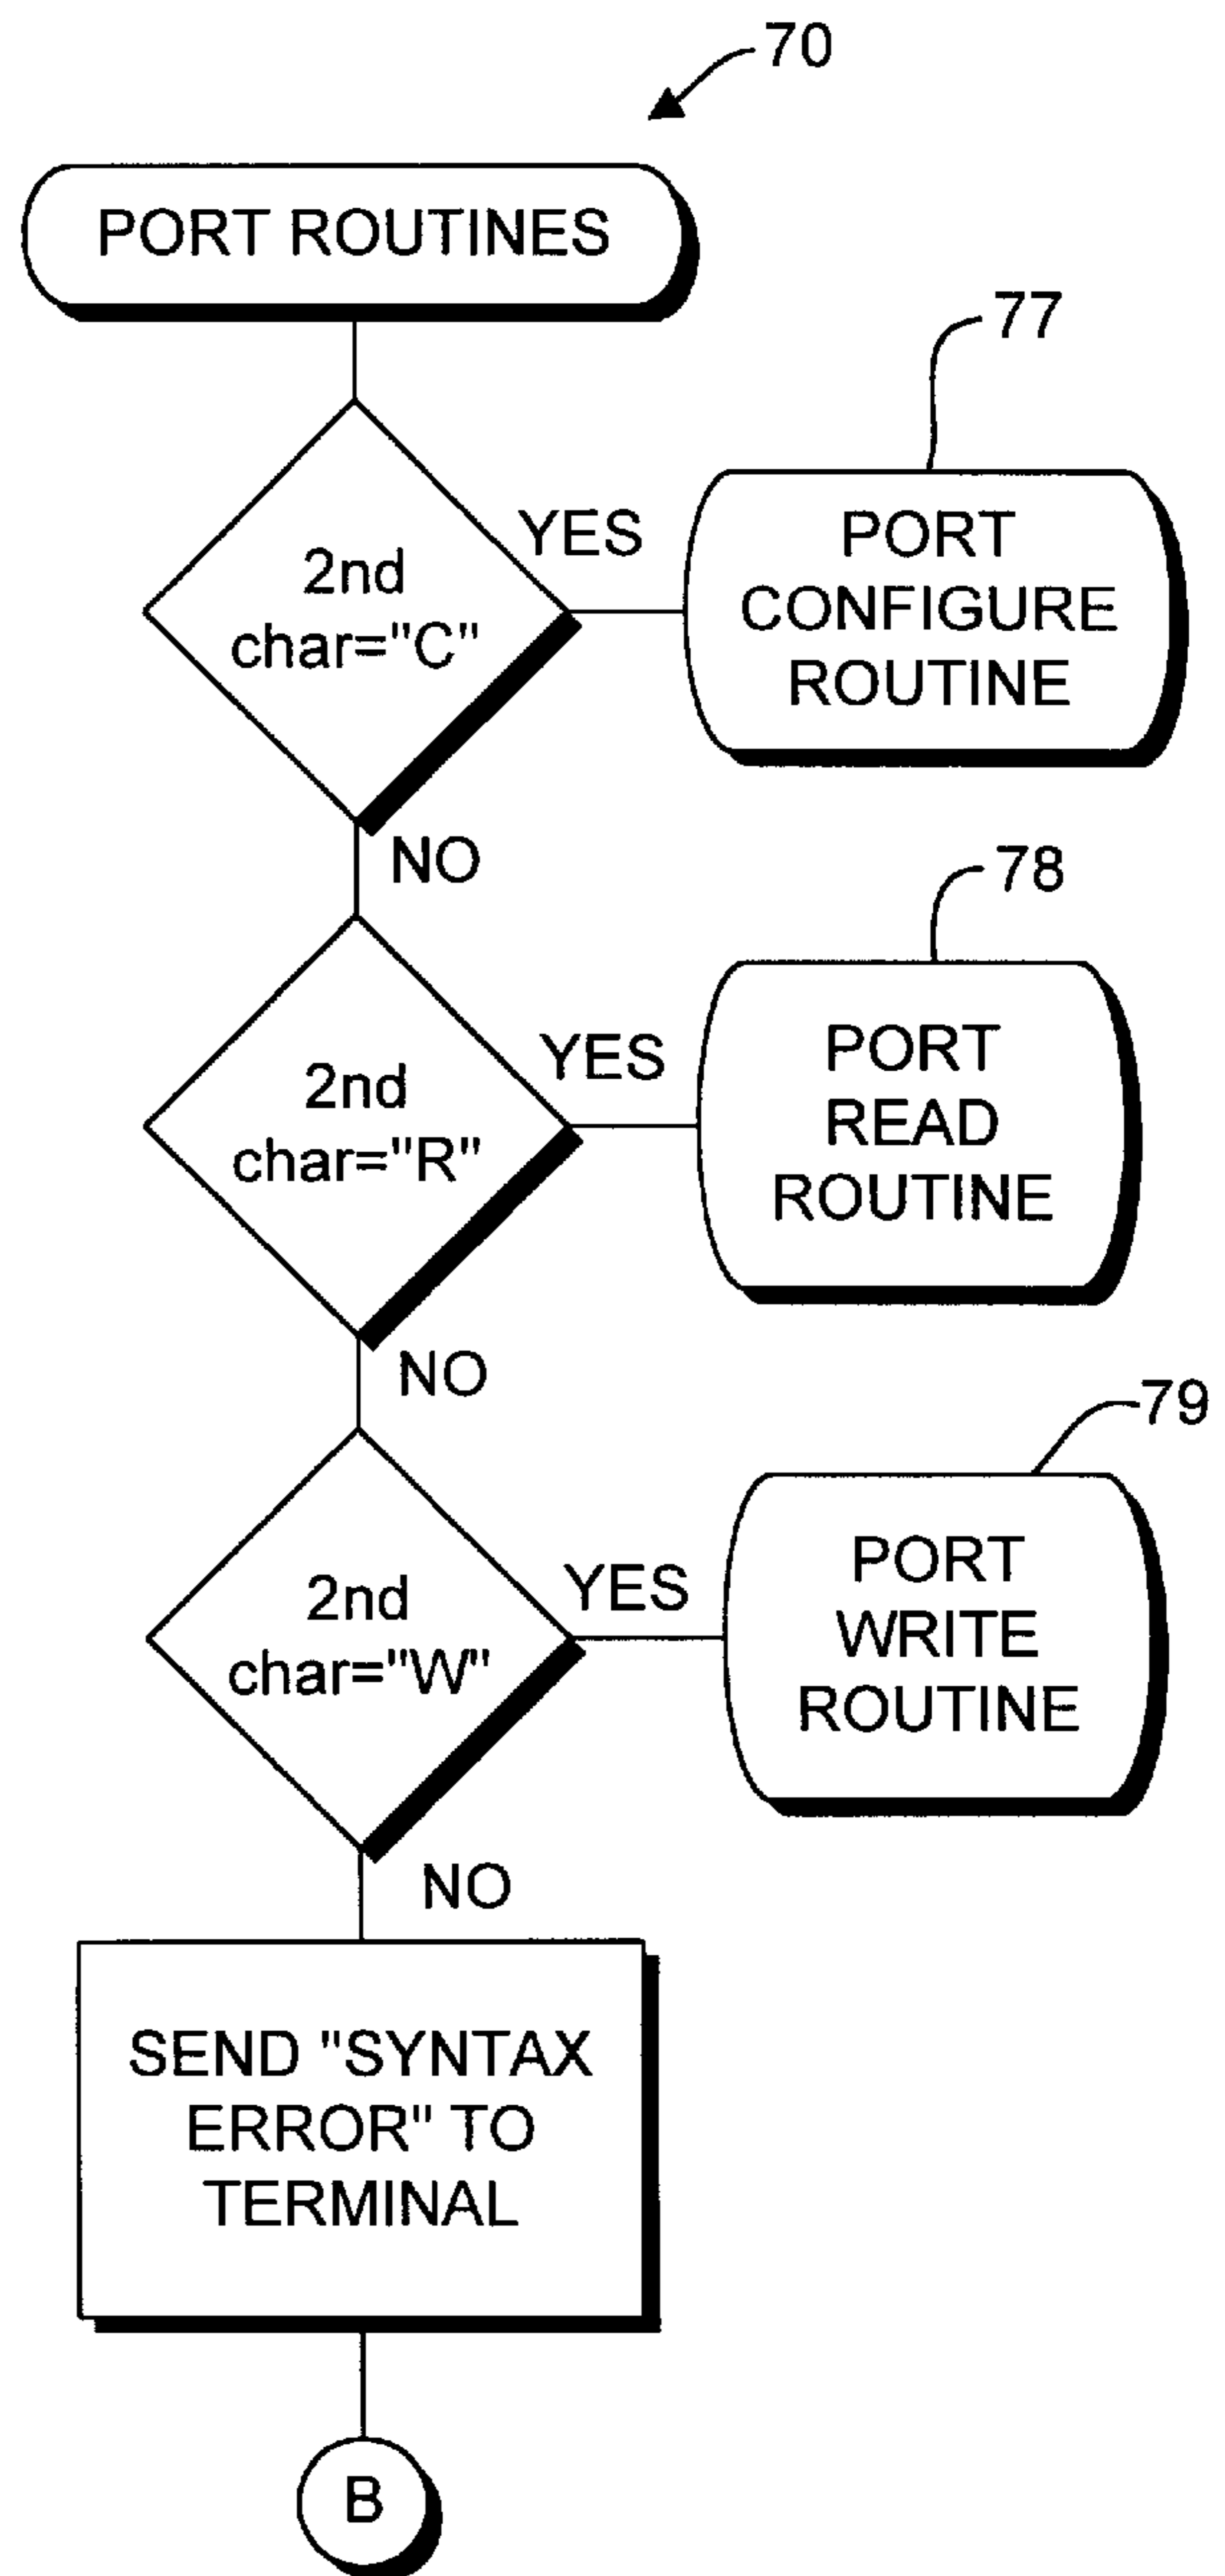 70
PORT ROUTINES
77
2nd
char="C"
YES
PORT
CONFIGURE
ROUTINE
NO
78
2nd
char="R"
YES
PORT
READ
ROUTINE
NO
79
2nd
char="W"
YES
PORT
WRITE
ROUTINE
NO
SEND "SYNTAX
ERROR" TO
TERMINAL
B